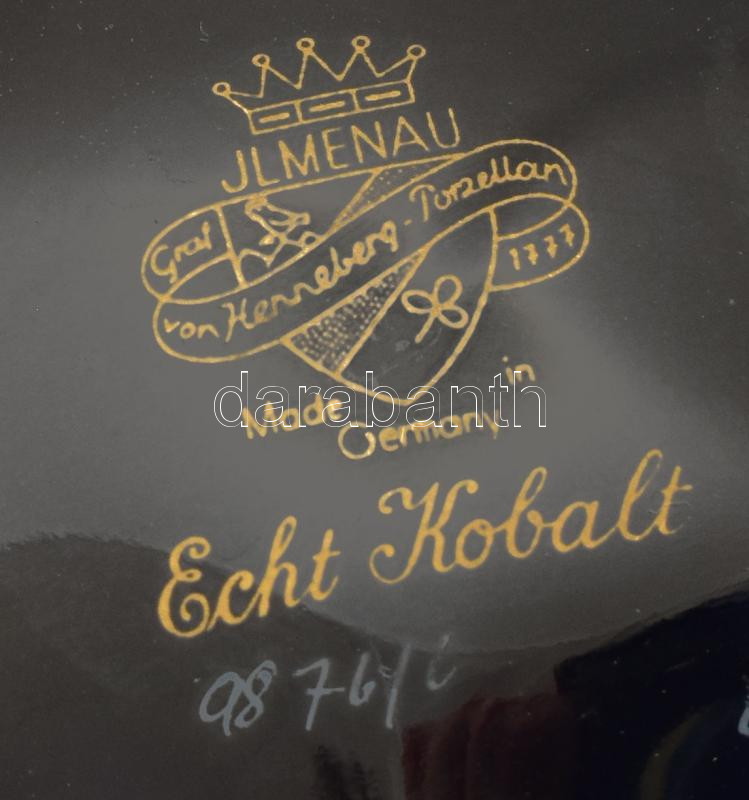 JLMENAU
Graf
von Henneberg - Porzellan
1777
Made in
Germany
darabanth
Echt Kobalt